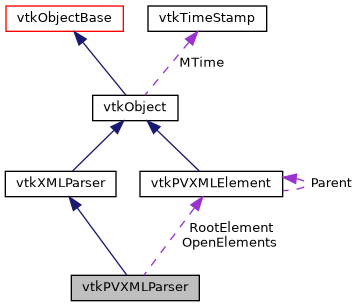 vtkObjectBase
vtkTimeStamp
MTime
vtkObject
vtkXMLParser
vtkPVXMLElement
Parent
RootElement
OpenElements
vtkPVXMLParser